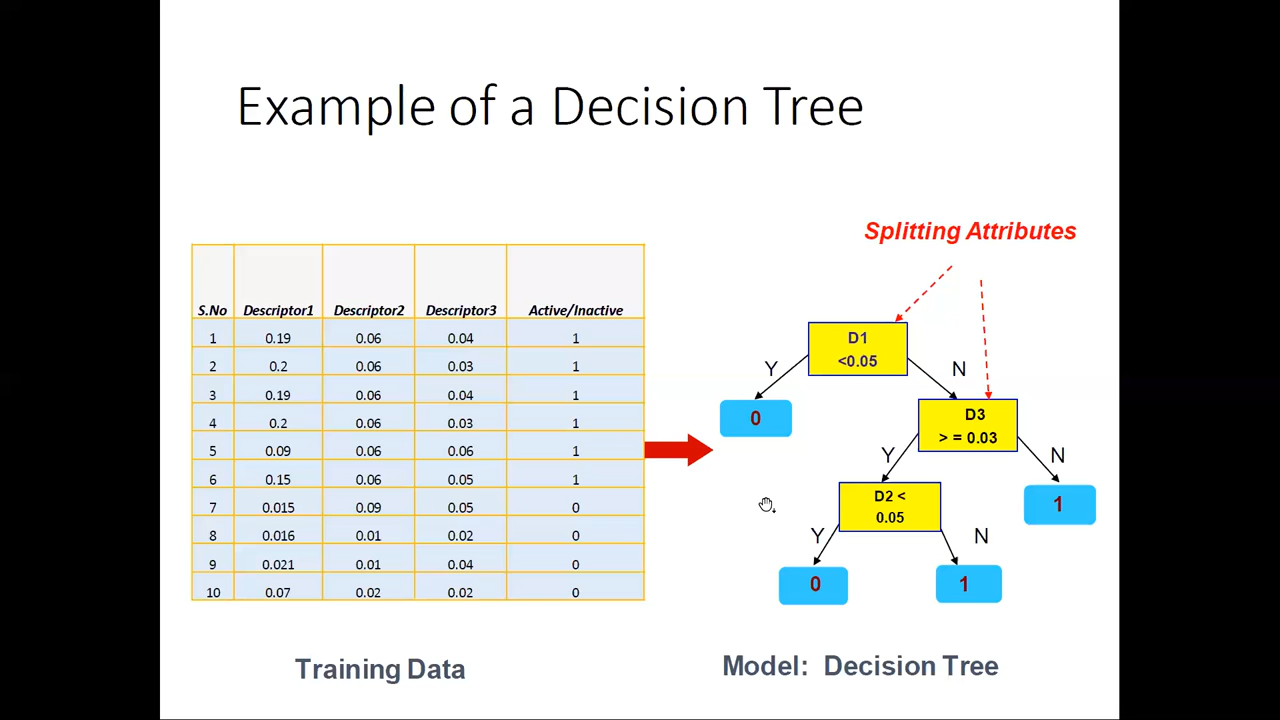 Example of a Decision Tree
Splitting Attributes
S.No Descriptor1 Descriptor2 Descriptor3 Active/Inactive
1 0.19 0.06 0.04 1
2 0.2 0.06 0.03 1
3 0.19 0.06 0.04 1
4 0.2 0.06 0.03 1
5 0.09 0.06 0.06 1
6 0.15 0.06 0.05 1
7 0.015 0.09 0.05 0
8 0.016 0.01 0.02 0
9 0.021 0.01 0.04 0
10 0.07 0.02 0.02 0
D1
<0.05
Y
N
0
D3
> = 0.03
Y
N
D2 <
0.05
1
Y
N
0
1
Training Data
Model: Decision Tree